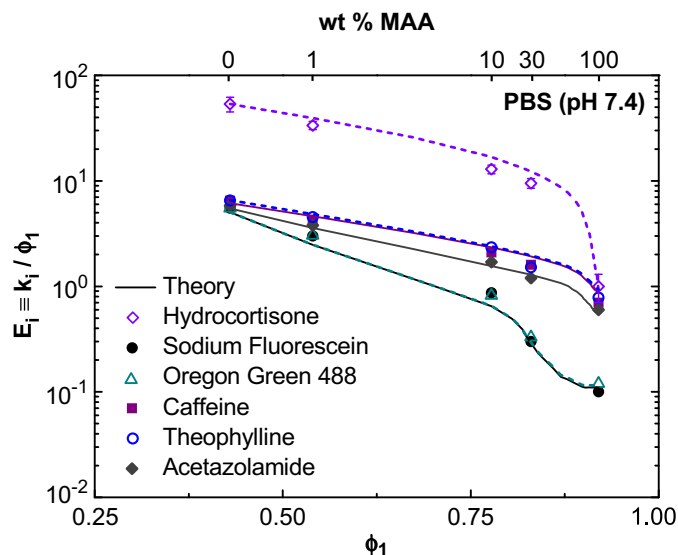 wt % MAA
0 1 10 30 100
PBS (pH 7.4)
10²
10¹
10⁰
10⁻¹
10⁻²
Eᵢ ≡ kᵢ / ϕ₁
Theory
Hydrocortisone
Sodium Fluorescein
Oregon Green 488
Caffeine
Theophylline
Acetazolamide
0.25 0.50 0.75 1.00
ϕ₁